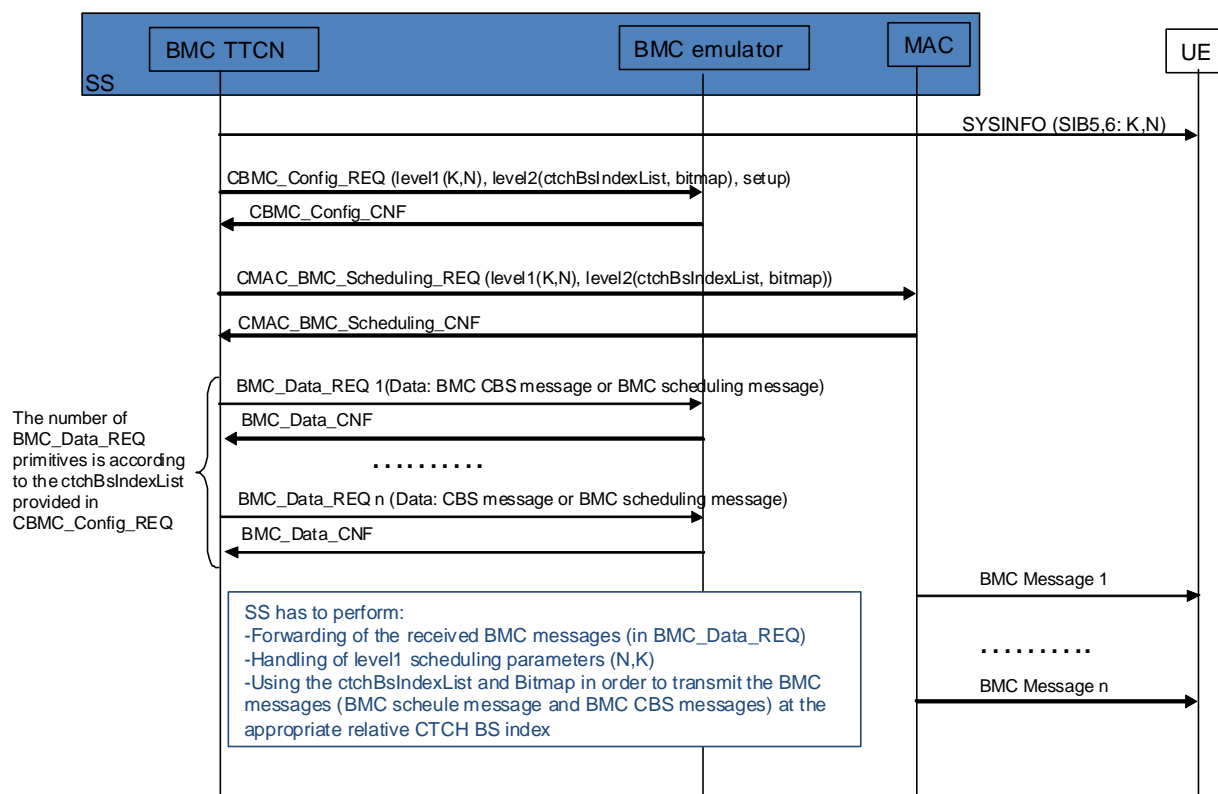 BMC TTCN
BMC emulator
MAC
UE
SS
SYSINFO (SIB5,6: K,N)
CBMC_Config_REQ (level1(K,N), level2(ctchBsIndexList, bitmap), setup)
CBMC_Config_CNF
CMAC_BMC_Scheduling_REQ (level1(K,N), level2(ctchBsIndexList, bitmap))
CMAC_BMC_Scheduling_CNF
BMC_Data_REQ 1(Data: BMC CBS message or BMC scheduling message)
BMC_Data_CNF
..........
BMC_Data_REQ n (Data: CBS message or BMC scheduling message)
BMC_Data_CNF
The number of
BMC_Data_REQ
primitives is according
to the ctchBsIndexList
provided in
CBMC_Config_REQ
BMC Message 1
..........
BMC Message n
SS has to perform:
-Forwarding of the received BMC messages (in BMC_Data_REQ)
-Handling of level1 scheduling parameters (N,K)
-Using the ctchBsIndexList and Bitmap in order to transmit the BMC
messages (BMC scheule message and BMC CBS messages) at the
appropriate relative CTCH BS index